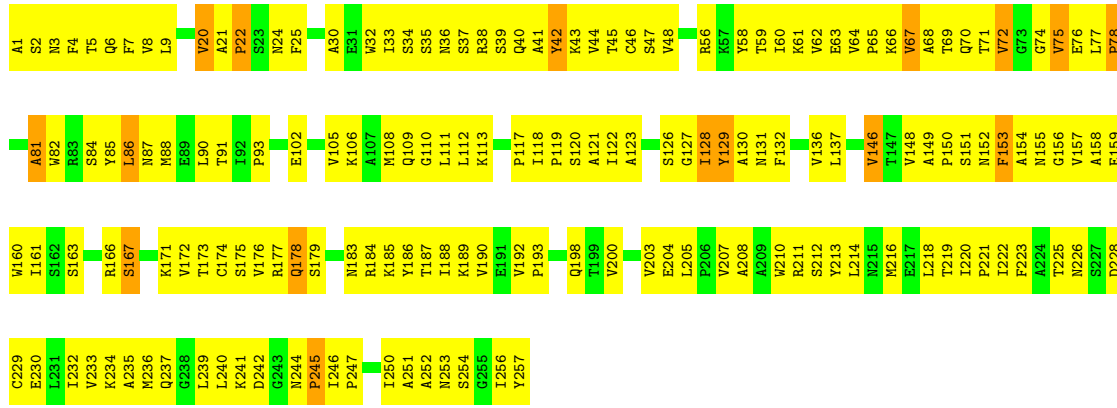 A1 S2 N3 F4 T5 Q6 F7 V8 L9 V20 A21 P22 S23 N24 F25 A30 E31 W32 I33 S34 S35 N36 S37 R38 S39 Q40 A41 Y42 K43 V44 T45 C46 S47 V48 R56 K57 Y58 T59 I60 K61 V62 E63 V64 P65 K66 V67 A68 T69 Q70 T71 V72 G73 G74 V75 E76 L77 P78
A81 W82 R83 S84 Y85 L86 N87 M88 E89 L90 T91 I92 P93 E102 V105 K106 A107 M108 Q109 G110 L111 L112 K113 P117 I118 P119 S120 A121 I122 A123 S126 G127 I128 Y129 A130 N131 F132 V136 L137 V146 T147 V148 A149 P150 S151 N152 F153 A154 N155 G156 V157 A158 E159
W160 I161 S162 S163 R166 S167 K171 V172 T173 C174 S175 V176 R177 Q178 S179 N183 R184 K185 Y186 T187 I188 K189 V190 E191 V192 P193 Q198 T199 V200 V203 E204 L205 P206 V207 A208 A209 W210 R211 S212 Y213 L214 N215 M216 E217 L218 T219 I220 P221 I222 F223 A224 T225 N226 S227 D228
C229 E230 L231 I232 V233 K234 A235 M236 Q237 G238 L239 L240 K241 D242 G243 N244 P245 I246 P247 I250 A251 A252 N253 S254 G255 I256 Y257